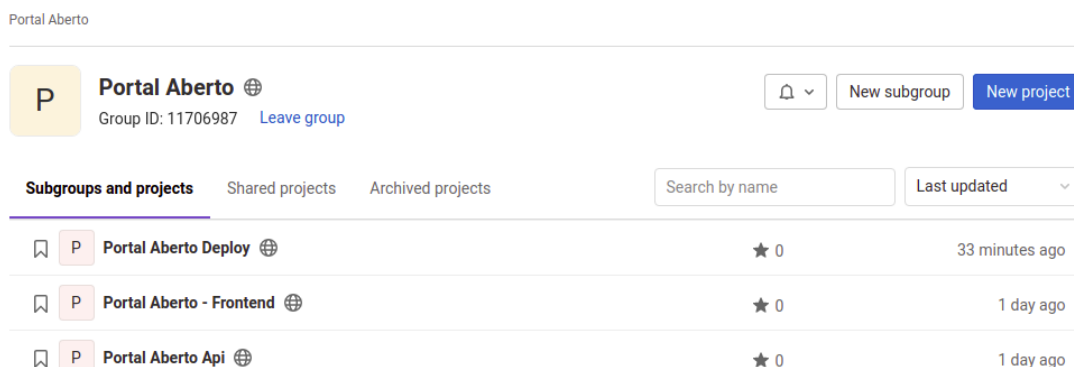 Portal Aberto
P
Portal Aberto
Group ID: 11706987 Leave group
New subgroup
New project
Subgroups and projects Shared projects Archived projects
Search by name
Last updated
P Portal Aberto Deploy 0 33 minutes ago
P Portal Aberto - Frontend 0 1 day ago
P Portal Aberto Api 0 1 day ago